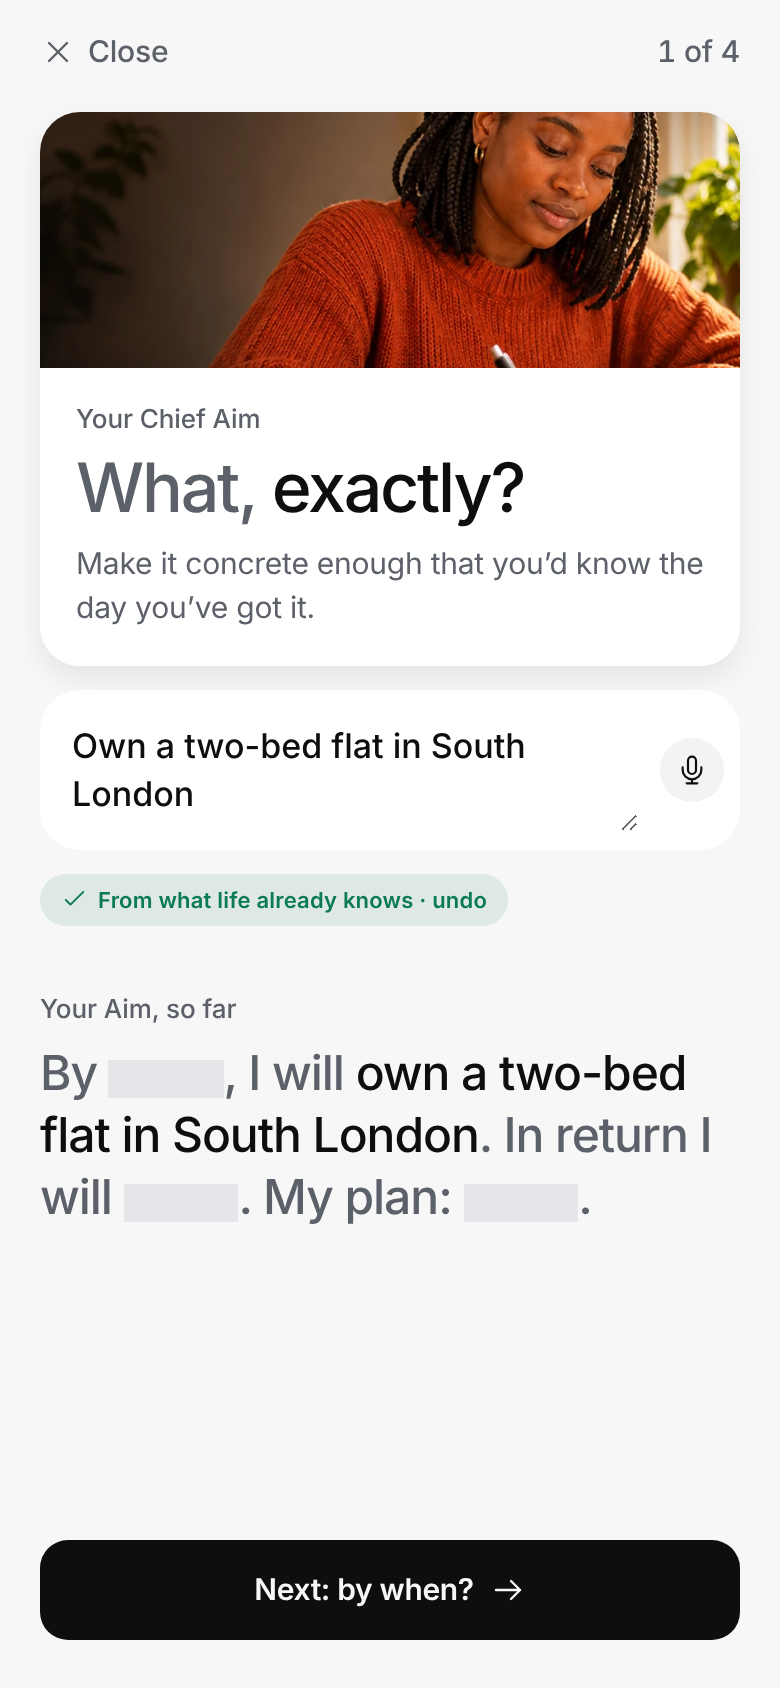 Close
1 of 4
Your Chief Aim
What, exactly?
Make it concrete enough that you’d know the
day you’ve got it.
Own a two-bed flat in South
London
From what life already knows · undo
Your Aim, so far
By , I will own a two-bed
flat in South London. In return I
will . My plan: .
Next: by when?